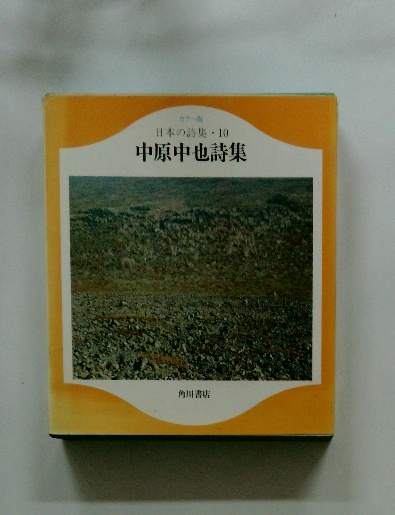 カラー版
日本の詩集・10
中原中也詩集
角川書店